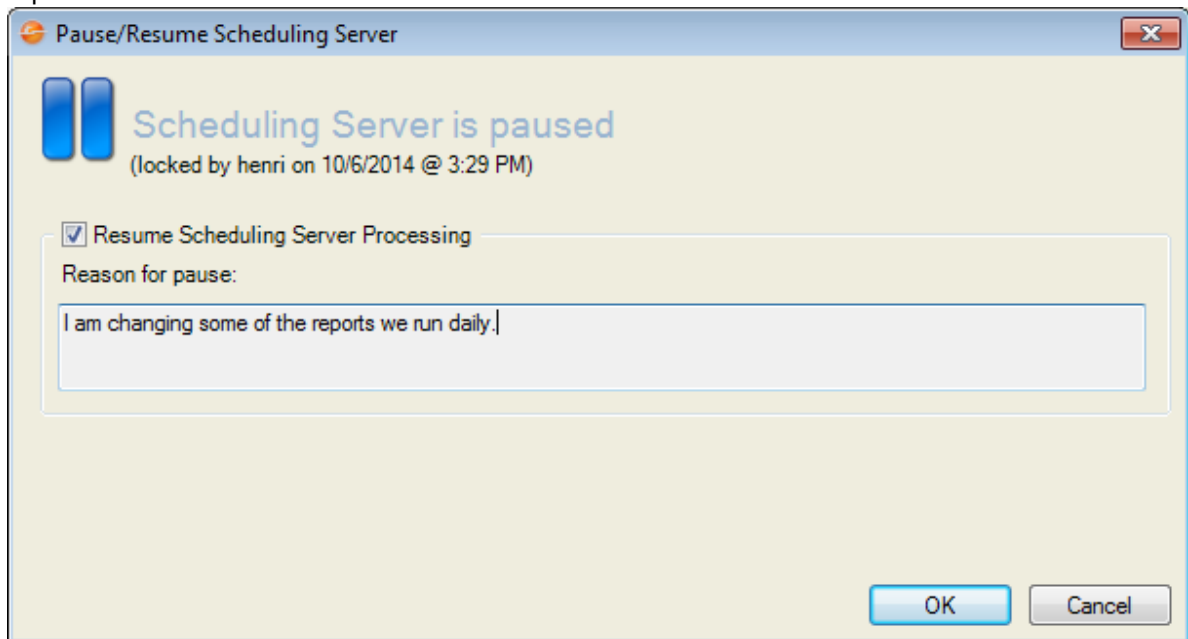 Pause/Resume Scheduling Server
Scheduling Server is paused
(locked by henri on 10/6/2014 @ 3:29 PM)
Resume Scheduling Server Processing
Reason for pause:
I am changing some of the reports we run daily.
OK Cancel